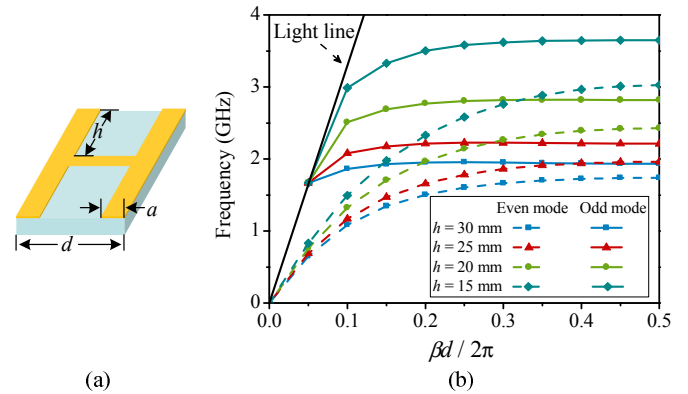 (a)
h
a
d
(b)
Light line
Frequency (GHz)
4
3
2
1
0
Even mode Odd mode
h = 30 mm
h = 25 mm
h = 20 mm
h = 15 mm
0.0 0.1 0.2 0.3 0.4 0.5
βd / 2π
(a) (b)